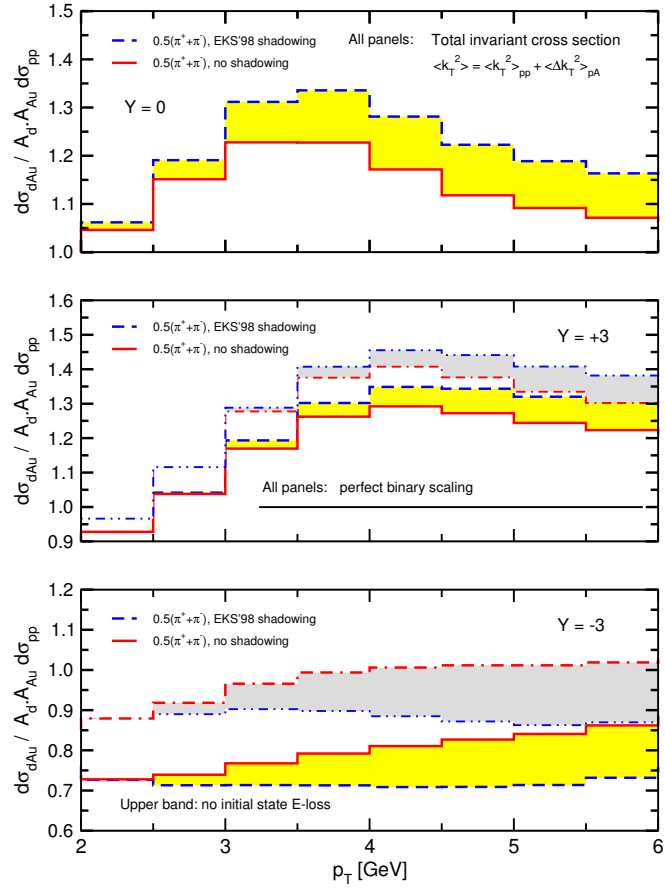 1.5
1.4
1.3
1.2
1.1
1.0
dσ_dAu / A_d.A_Au dσ_pp
0.5(π⁺+π⁻), EKS'98 shadowing
0.5(π⁺+π⁻), no shadowing
All panels: Total invariant cross section
<k_T²> = <k_T²>_pp + <Δk_T²>_pA
Y = 0
1.6
1.5
1.4
1.3
1.2
1.1
1.0
0.9
dσ_dAu / A_d.A_Au dσ_pp
0.5(π⁺+π⁻), EKS'98 shadowing
0.5(π⁺+π⁻), no shadowing
Y = +3
All panels: perfect binary scaling
1.2
1.1
1.0
0.9
0.8
0.7
0.6
dσ_dAu / A_d.A_Au dσ_pp
0.5(π⁺+π⁻), EKS'98 shadowing
0.5(π⁺+π⁻), no shadowing
Y = -3
Upper band: no initial state E-loss
2 3 4 5 6
p_T [GeV]